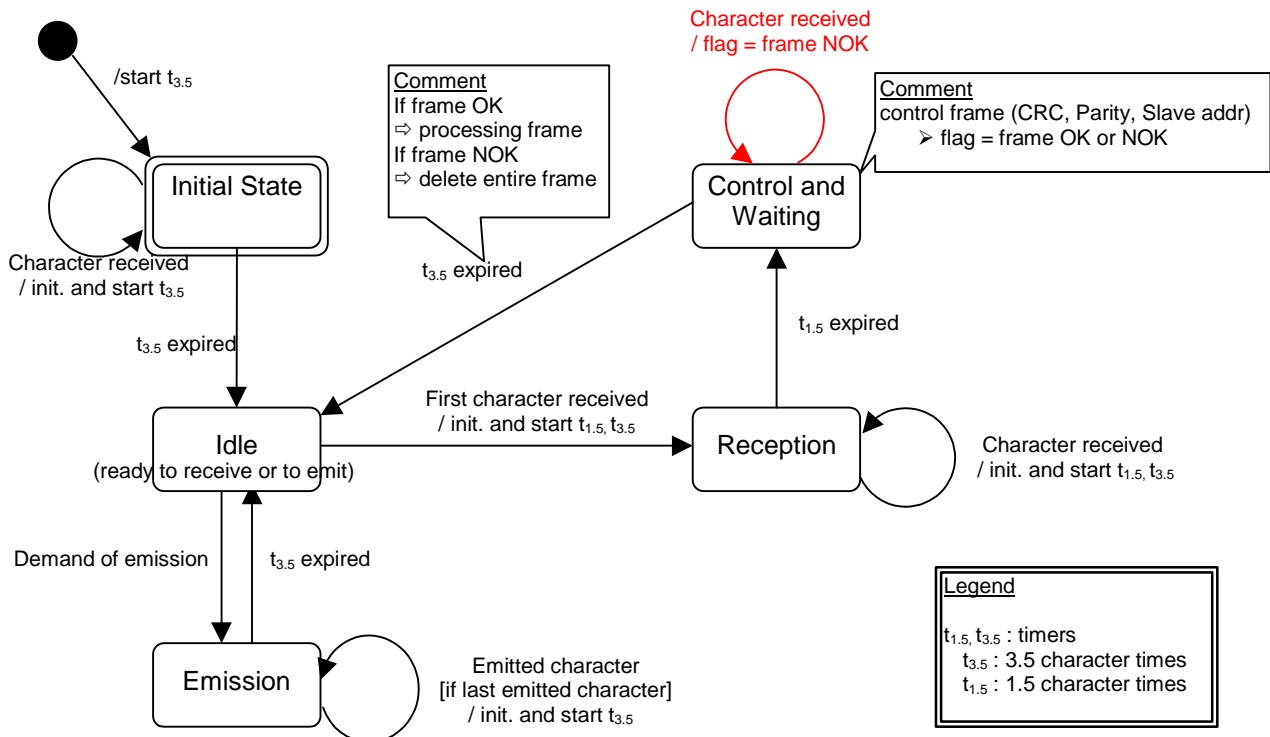 Character received
/ flag = frame NOK
/start t3.5
Comment
If frame OK
⇨ processing frame
If frame NOK
⇨ delete entire frame
Comment
control frame (CRC, Parity, Slave addr)
➢ flag = frame OK or NOK
Initial State
Control and
Waiting
Character received
/ init. and start t3.5
t3.5 expired
t1.5 expired
t3.5 expired
First character received
/ init. and start t1.5, t3.5
Idle
(ready to receive or to emit)
Reception
Character received
/ init. and start t1.5, t3.5
Demand of emission
t3.5 expired
Emission
Emitted character
[if last emitted character]
/ init. and start t3.5
Legend
t1.5, t3.5 : timers
t3.5 : 3.5 character times
t1.5 : 1.5 character times